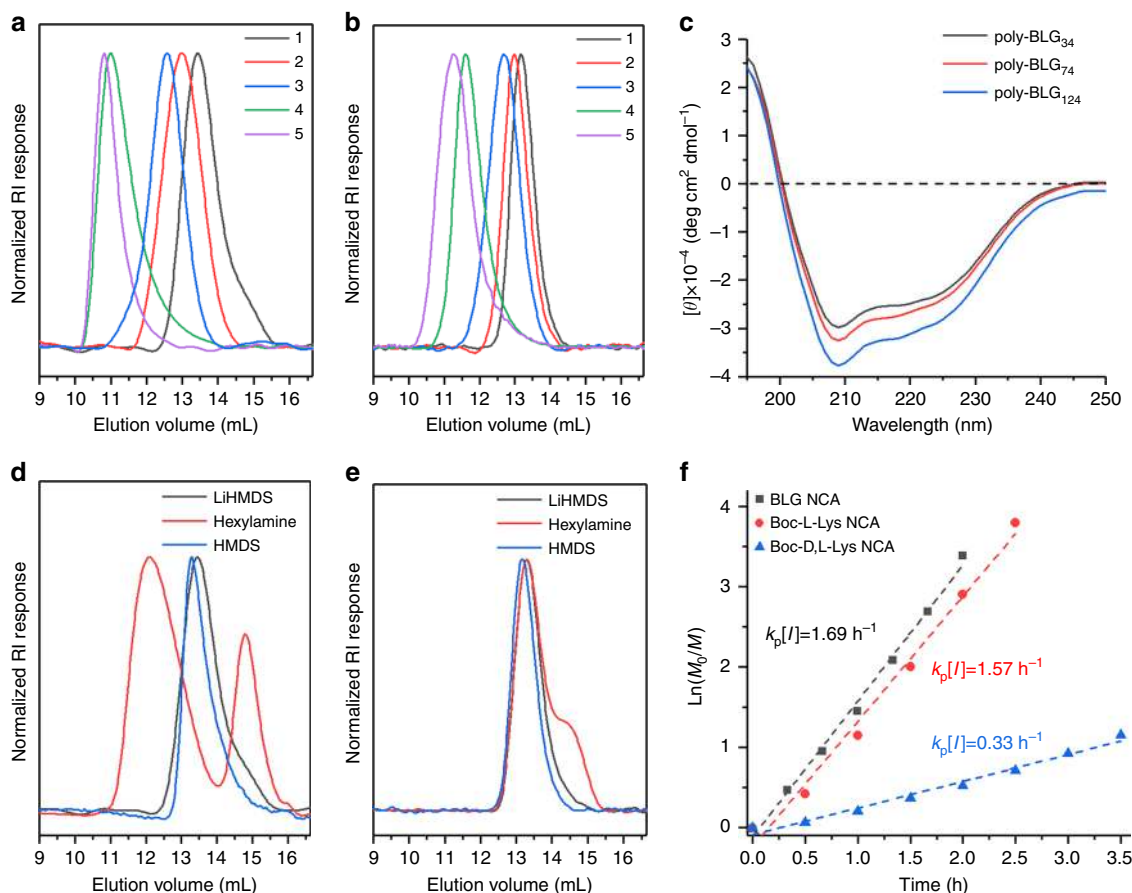 a
1
2
3
4
5
Normalized RI response
9 10 11 12 13 14 15 16
Elution volume (mL)
b
1
2
3
4
5
Normalized RI response
9 10 11 12 13 14 15 16
Elution volume (mL)
c
poly-BLG34
poly-BLG74
poly-BLG124
3
2
1
0
−1
−2
−3
−4
[θ]×10−4 (deg cm2 dmol−1)
200 210 220 230 240 250
Wavelength (nm)
d
LiHMDS
Hexylamine
HMDS
Normalized RI response
9 10 11 12 13 14 15 16
Elution volume (mL)
e
LiHMDS
Hexylamine
HMDS
Normalized RI response
9 10 11 12 13 14 15 16
Elution volume (mL)
f
BLG NCA
Boc-L-Lys NCA
Boc-D,L-Lys NCA
4
3
2
1
0
Ln(M0/M)
kp[I]=1.69 h−1
kp[I]=1.57 h−1
kp[I]=0.33 h−1
0.0 0.5 1.0 1.5 2.0 2.5 3.0 3.5
Time (h)